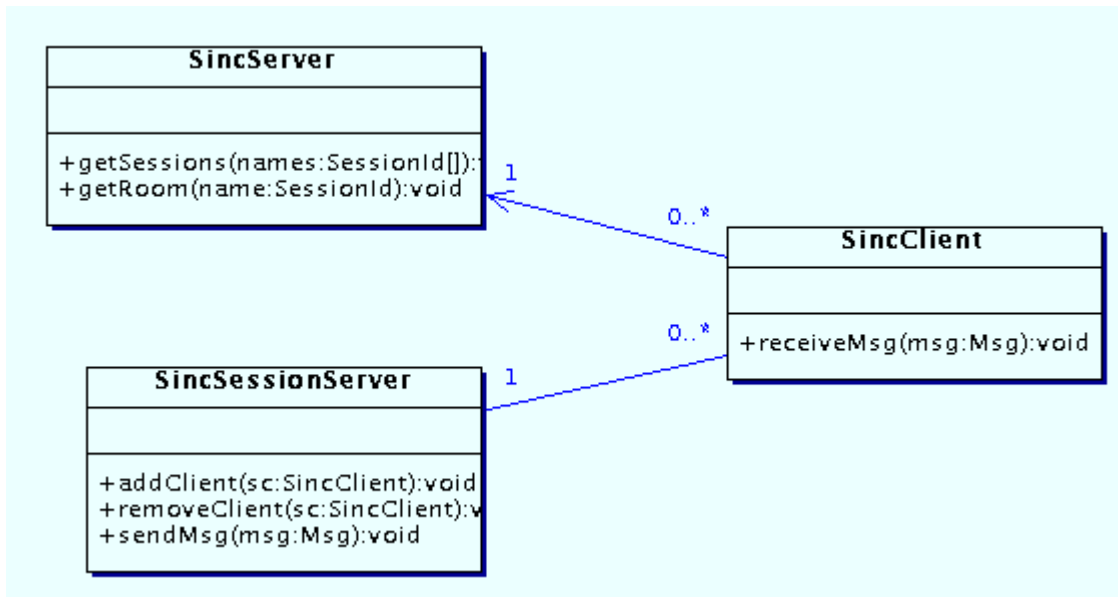 SincServer
+getSessions(names:SessionId[]):
+getRoom(name:SessionId):void
1
0..*
SincClient
+receiveMsg(msg:Msg):void
0..*
1
SincSessionServer
+addClient(sc:SincClient):void
+removeClient(sc:SincClient):v
+sendMsg(msg:Msg):void